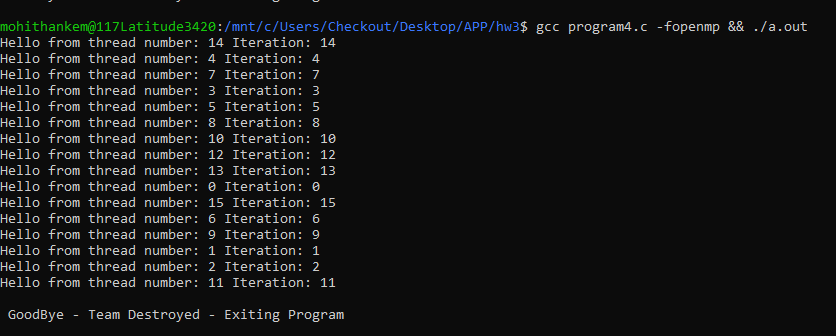 mohithankem@117Latitude3420:/mnt/c/Users/Checkout/Desktop/APP/hw3$ gcc program4.c -fopenmp && ./a.out
Hello from thread number: 14 Iteration: 14
Hello from thread number: 4 Iteration: 4
Hello from thread number: 7 Iteration: 7
Hello from thread number: 3 Iteration: 3
Hello from thread number: 5 Iteration: 5
Hello from thread number: 8 Iteration: 8
Hello from thread number: 10 Iteration: 10
Hello from thread number: 12 Iteration: 12
Hello from thread number: 13 Iteration: 13
Hello from thread number: 0 Iteration: 0
Hello from thread number: 15 Iteration: 15
Hello from thread number: 6 Iteration: 6
Hello from thread number: 9 Iteration: 9
Hello from thread number: 1 Iteration: 1
Hello from thread number: 2 Iteration: 2
Hello from thread number: 11 Iteration: 11
GoodBye - Team Destroyed - Exiting Program